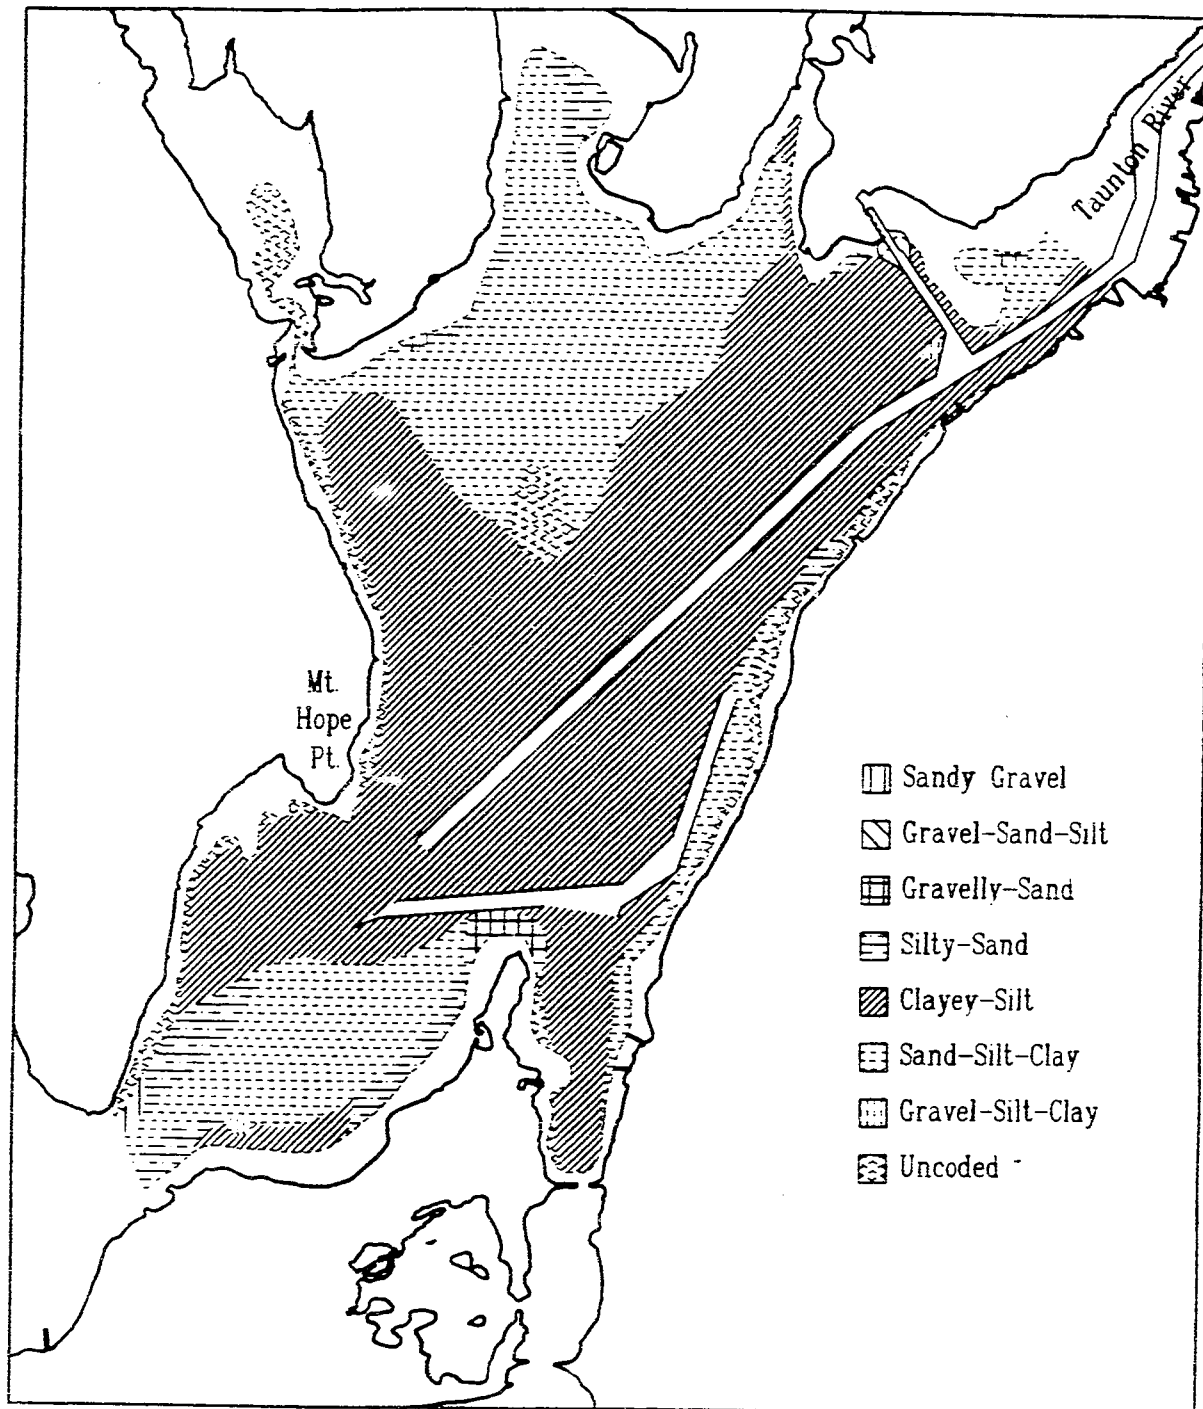 Taunton River
Mt.
Hope
Pt.
Sandy Gravel
Gravel-Sand-Silt
Gravelly-Sand
Silty-Sand
Clayey-Silt
Sand-Silt-Clay
Gravel-Silt-Clay
Uncoded